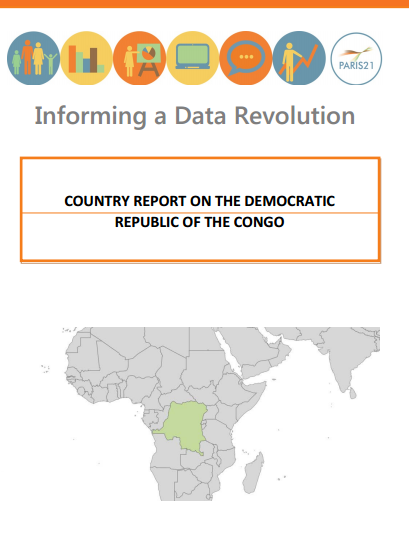 PARIS21
Informing a Data Revolution
COUNTRY REPORT ON THE DEMOCRATIC
REPUBLIC OF THE CONGO